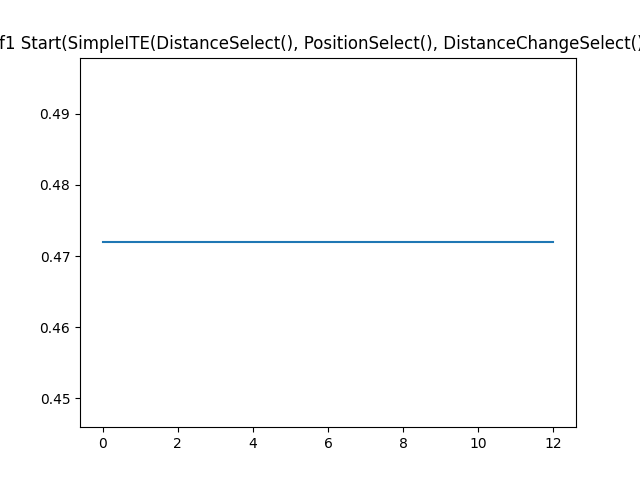 f1 Start(SimpleITE(DistanceSelect(), PositionSelect(), DistanceChangeSelect()
0.49
0.48
0.47
0.46
0.45
0 2 4 6 8 10 12